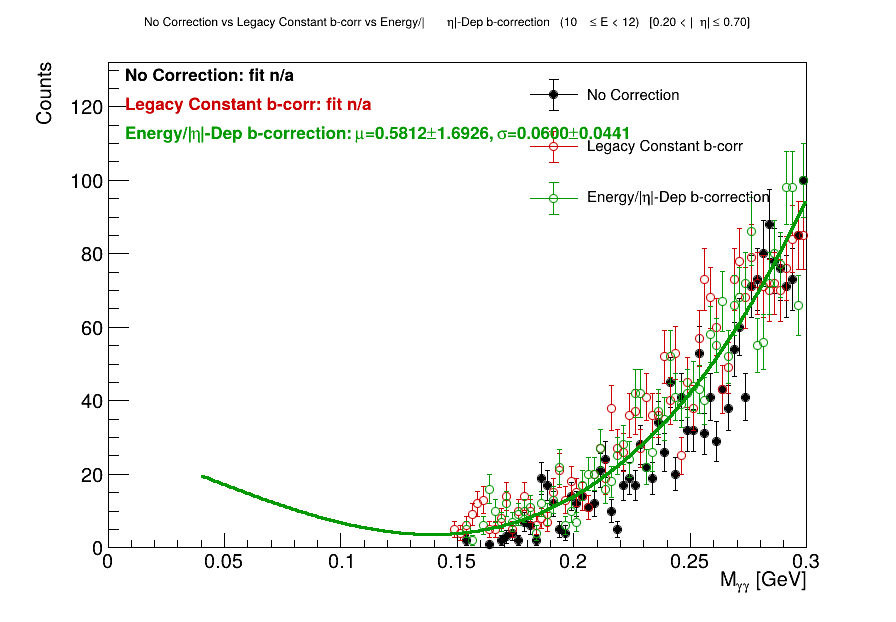 No Correction vs Legacy Constant b-corr vs Energy/| η|-Dep b-correction (10 ≤ E < 12) [0.20 < | η| ≤ 0.70]
Counts
No Correction: fit n/a
Legacy Constant b-corr: fit n/a
Energy/|η|-Dep b-correction: μ=0.5812±1.6926, σ=0.0600±0.0441
No Correction
Legacy Constant b-corr
Energy/|η|-Dep b-correction
120
100
80
60
40
20
0
0 0.05 0.1 0.15 0.2 0.25 0.3
Mγγ [GeV]